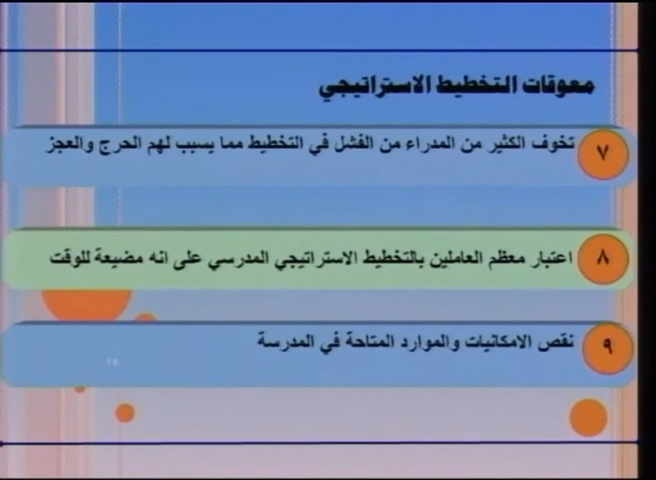 معوقات التخطيط الاستراتيجي
٧ تخوف الكثير من المدراء من الفشل في التخطيط مما يسبب لهم الحرج والعجز
٨ اعتبار معظم العاملين بالتخطيط الاستراتيجي المدرسي على انه مضيعة للوقت
٩ نقص الامكانيات والموارد المتاحة في المدرسة
١٤